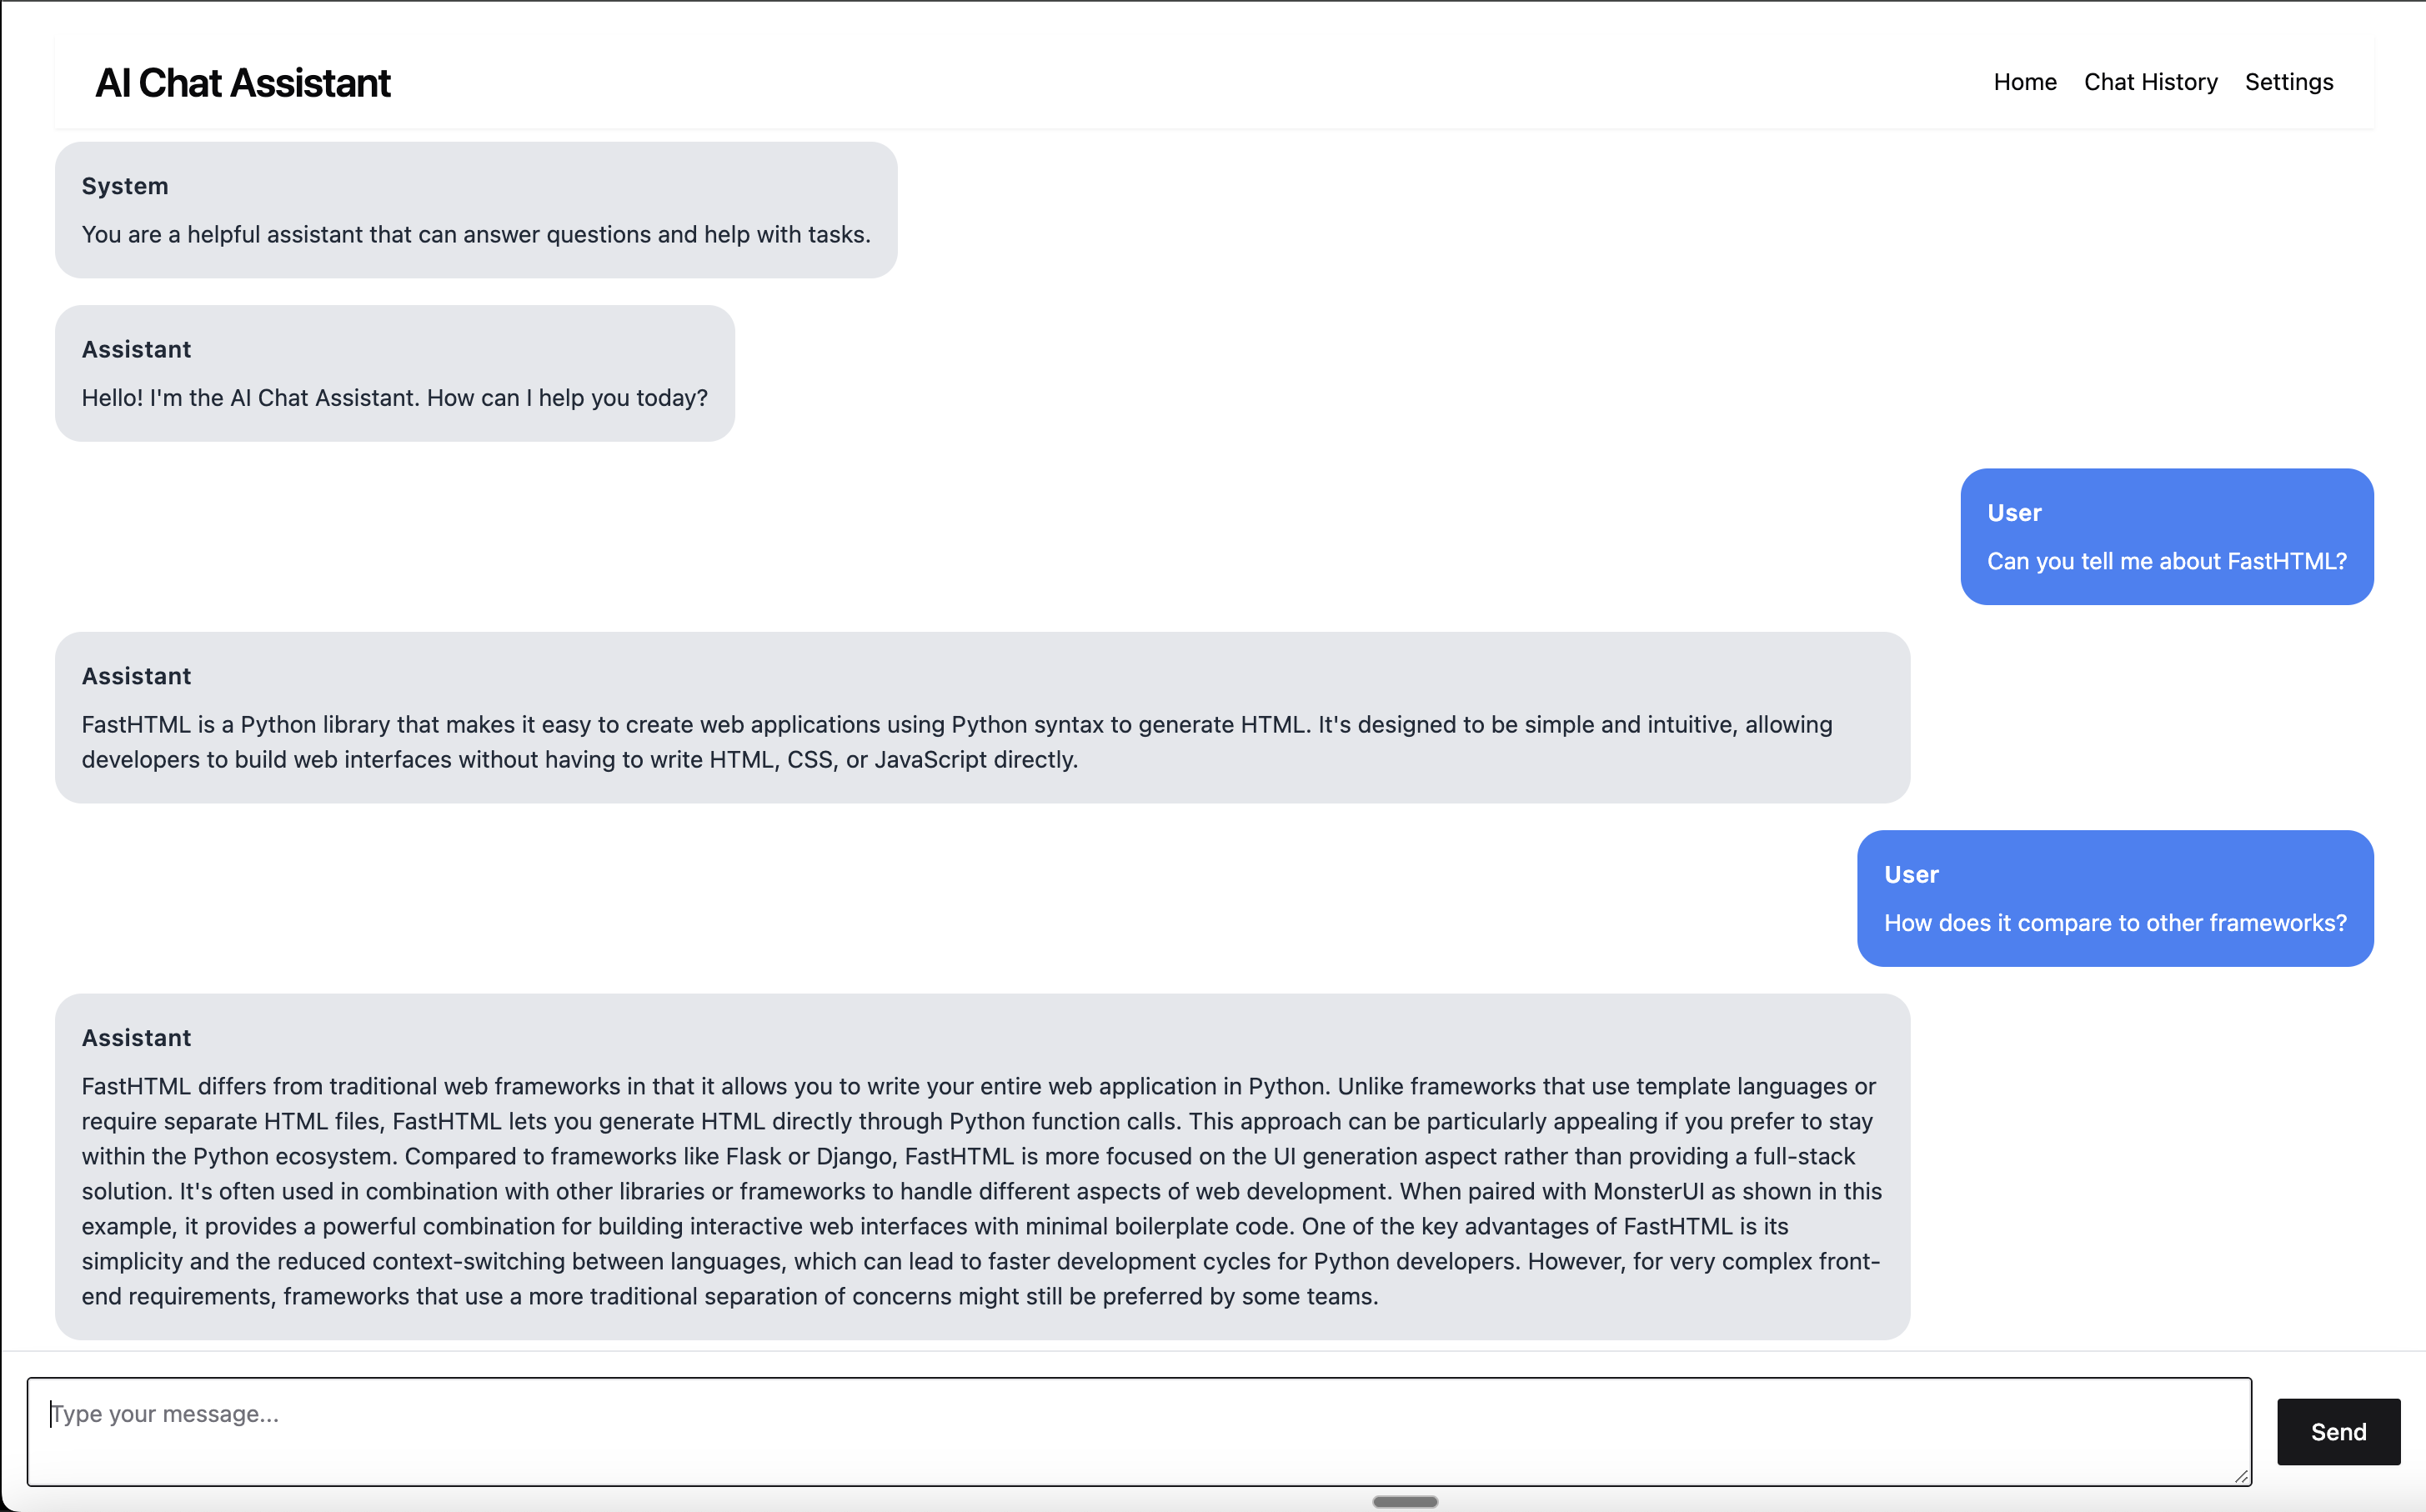 AI Chat Assistant
Home Chat History Settings
System
You are a helpful assistant that can answer questions and help with tasks.
Assistant
Hello! I'm the AI Chat Assistant. How can I help you today?
User
Can you tell me about FastHTML?
Assistant
FastHTML is a Python library that makes it easy to create web applications using Python syntax to generate HTML. It's designed to be simple and intuitive, allowing
developers to build web interfaces without having to write HTML, CSS, or JavaScript directly.
User
How does it compare to other frameworks?
Assistant
FastHTML differs from traditional web frameworks in that it allows you to write your entire web application in Python. Unlike frameworks that use template languages or
require separate HTML files, FastHTML lets you generate HTML directly through Python function calls. This approach can be particularly appealing if you prefer to stay
within the Python ecosystem. Compared to frameworks like Flask or Django, FastHTML is more focused on the UI generation aspect rather than providing a full-stack
solution. It's often used in combination with other libraries or frameworks to handle different aspects of web development. When paired with MonsterUI as shown in this
example, it provides a powerful combination for building interactive web interfaces with minimal boilerplate code. One of the key advantages of FastHTML is its
simplicity and the reduced context-switching between languages, which can lead to faster development cycles for Python developers. However, for very complex front-
end requirements, frameworks that use a more traditional separation of concerns might still be preferred by some teams.
Type your message...
Send